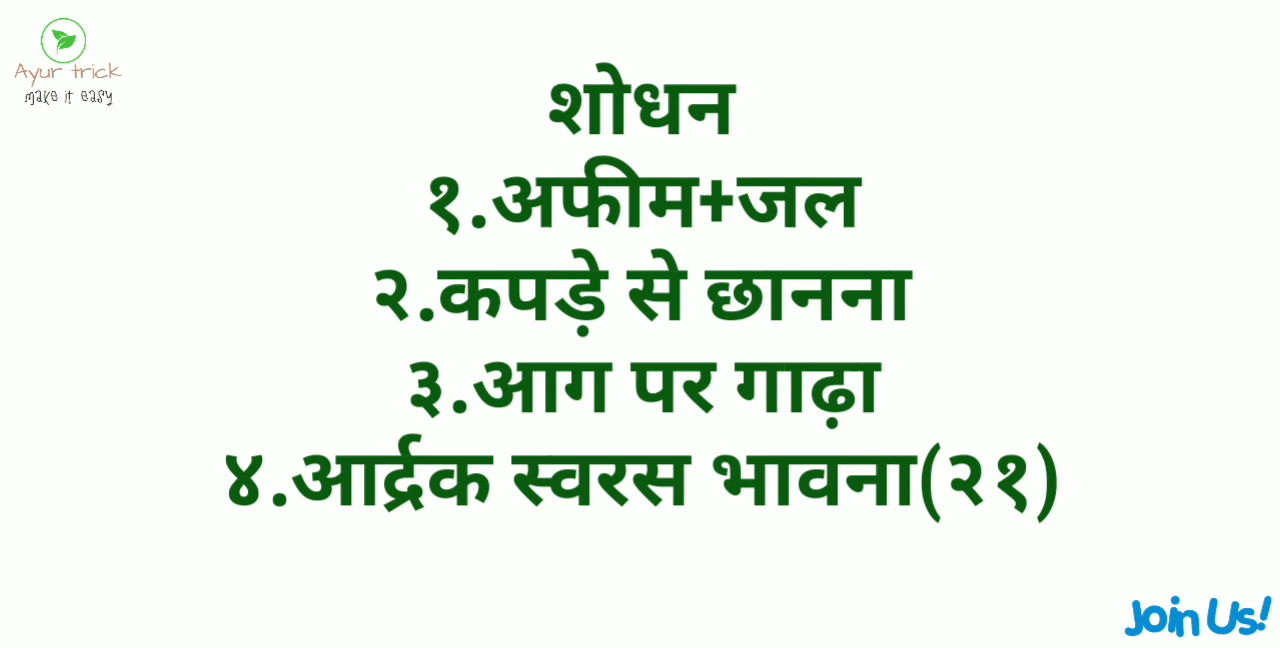 Ayur trick
make it easy
शोधन
१.अफीम+जल
२.कपड़े से छानना
३.आग पर गाढ़ा
४.आर्द्रक स्वरस भावना(२१)
Join Us!